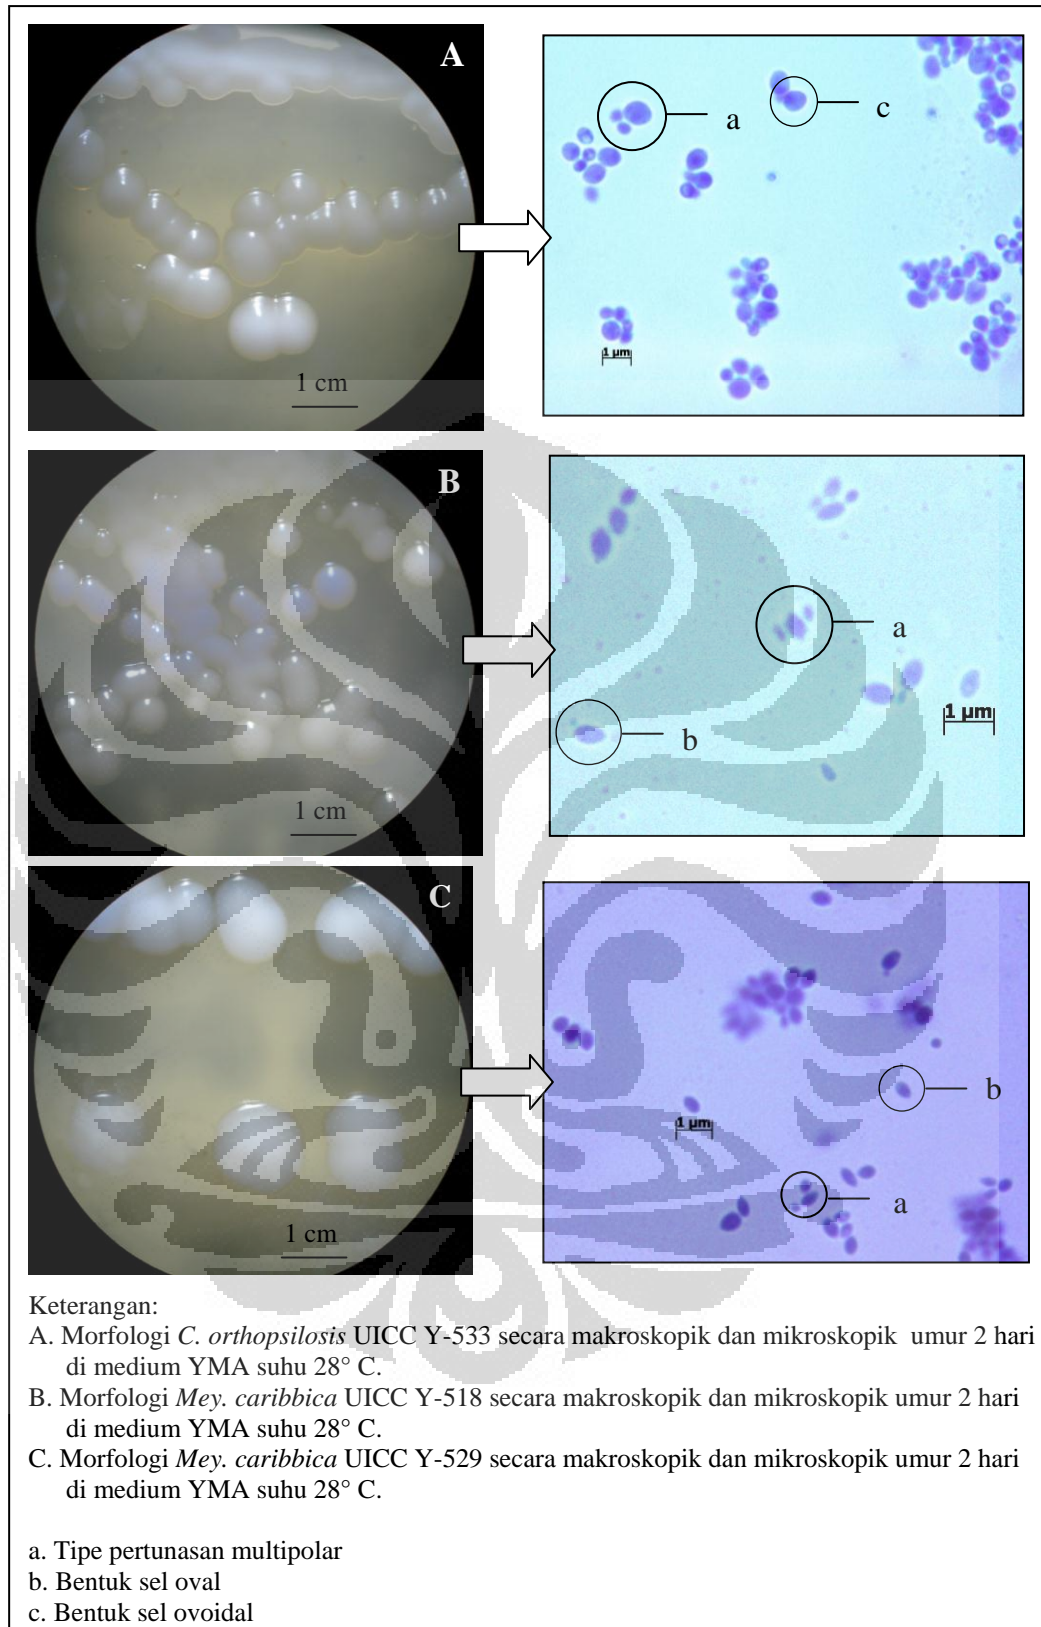 A
a
c
1 µm
1 cm
B
a
b
1 µm
1 cm
C
b
1 µm
a
1 cm
Keterangan:
A. Morfologi C. orthopsilosis UICC Y-533 secara makroskopik dan mikroskopik umur 2 hari
di medium YMA suhu 28° C.
B. Morfologi Mey. caribbica UICC Y-518 secara makroskopik dan mikroskopik umur 2 hari
di medium YMA suhu 28° C.
C. Morfologi Mey. caribbica UICC Y-529 secara makroskopik dan mikroskopik umur 2 hari
di medium YMA suhu 28° C.
a. Tipe pertunasan multipolar
b. Bentuk sel oval
c. Bentuk sel ovoidal